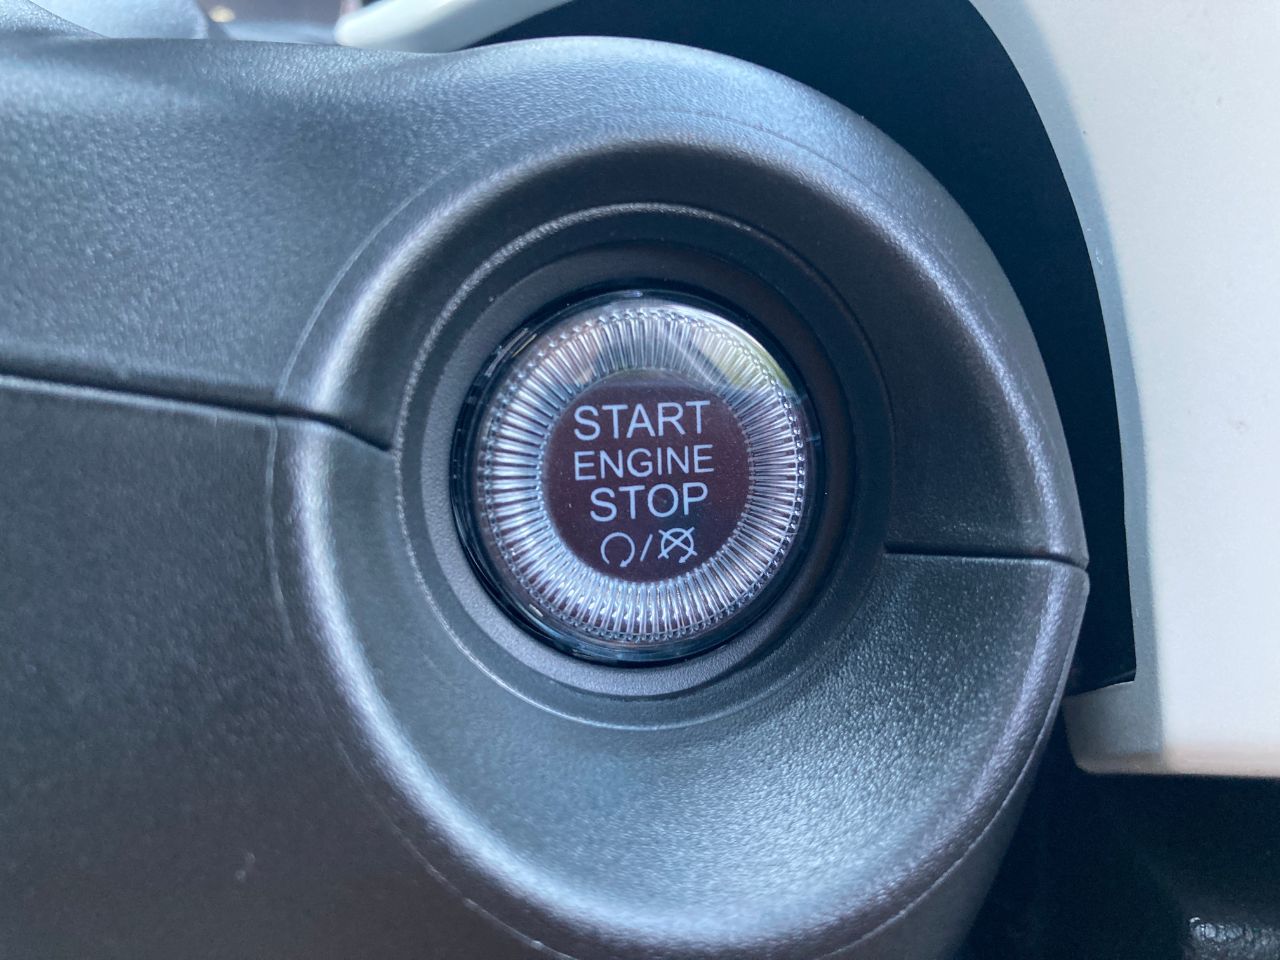 START
ENGINE
STOP
/